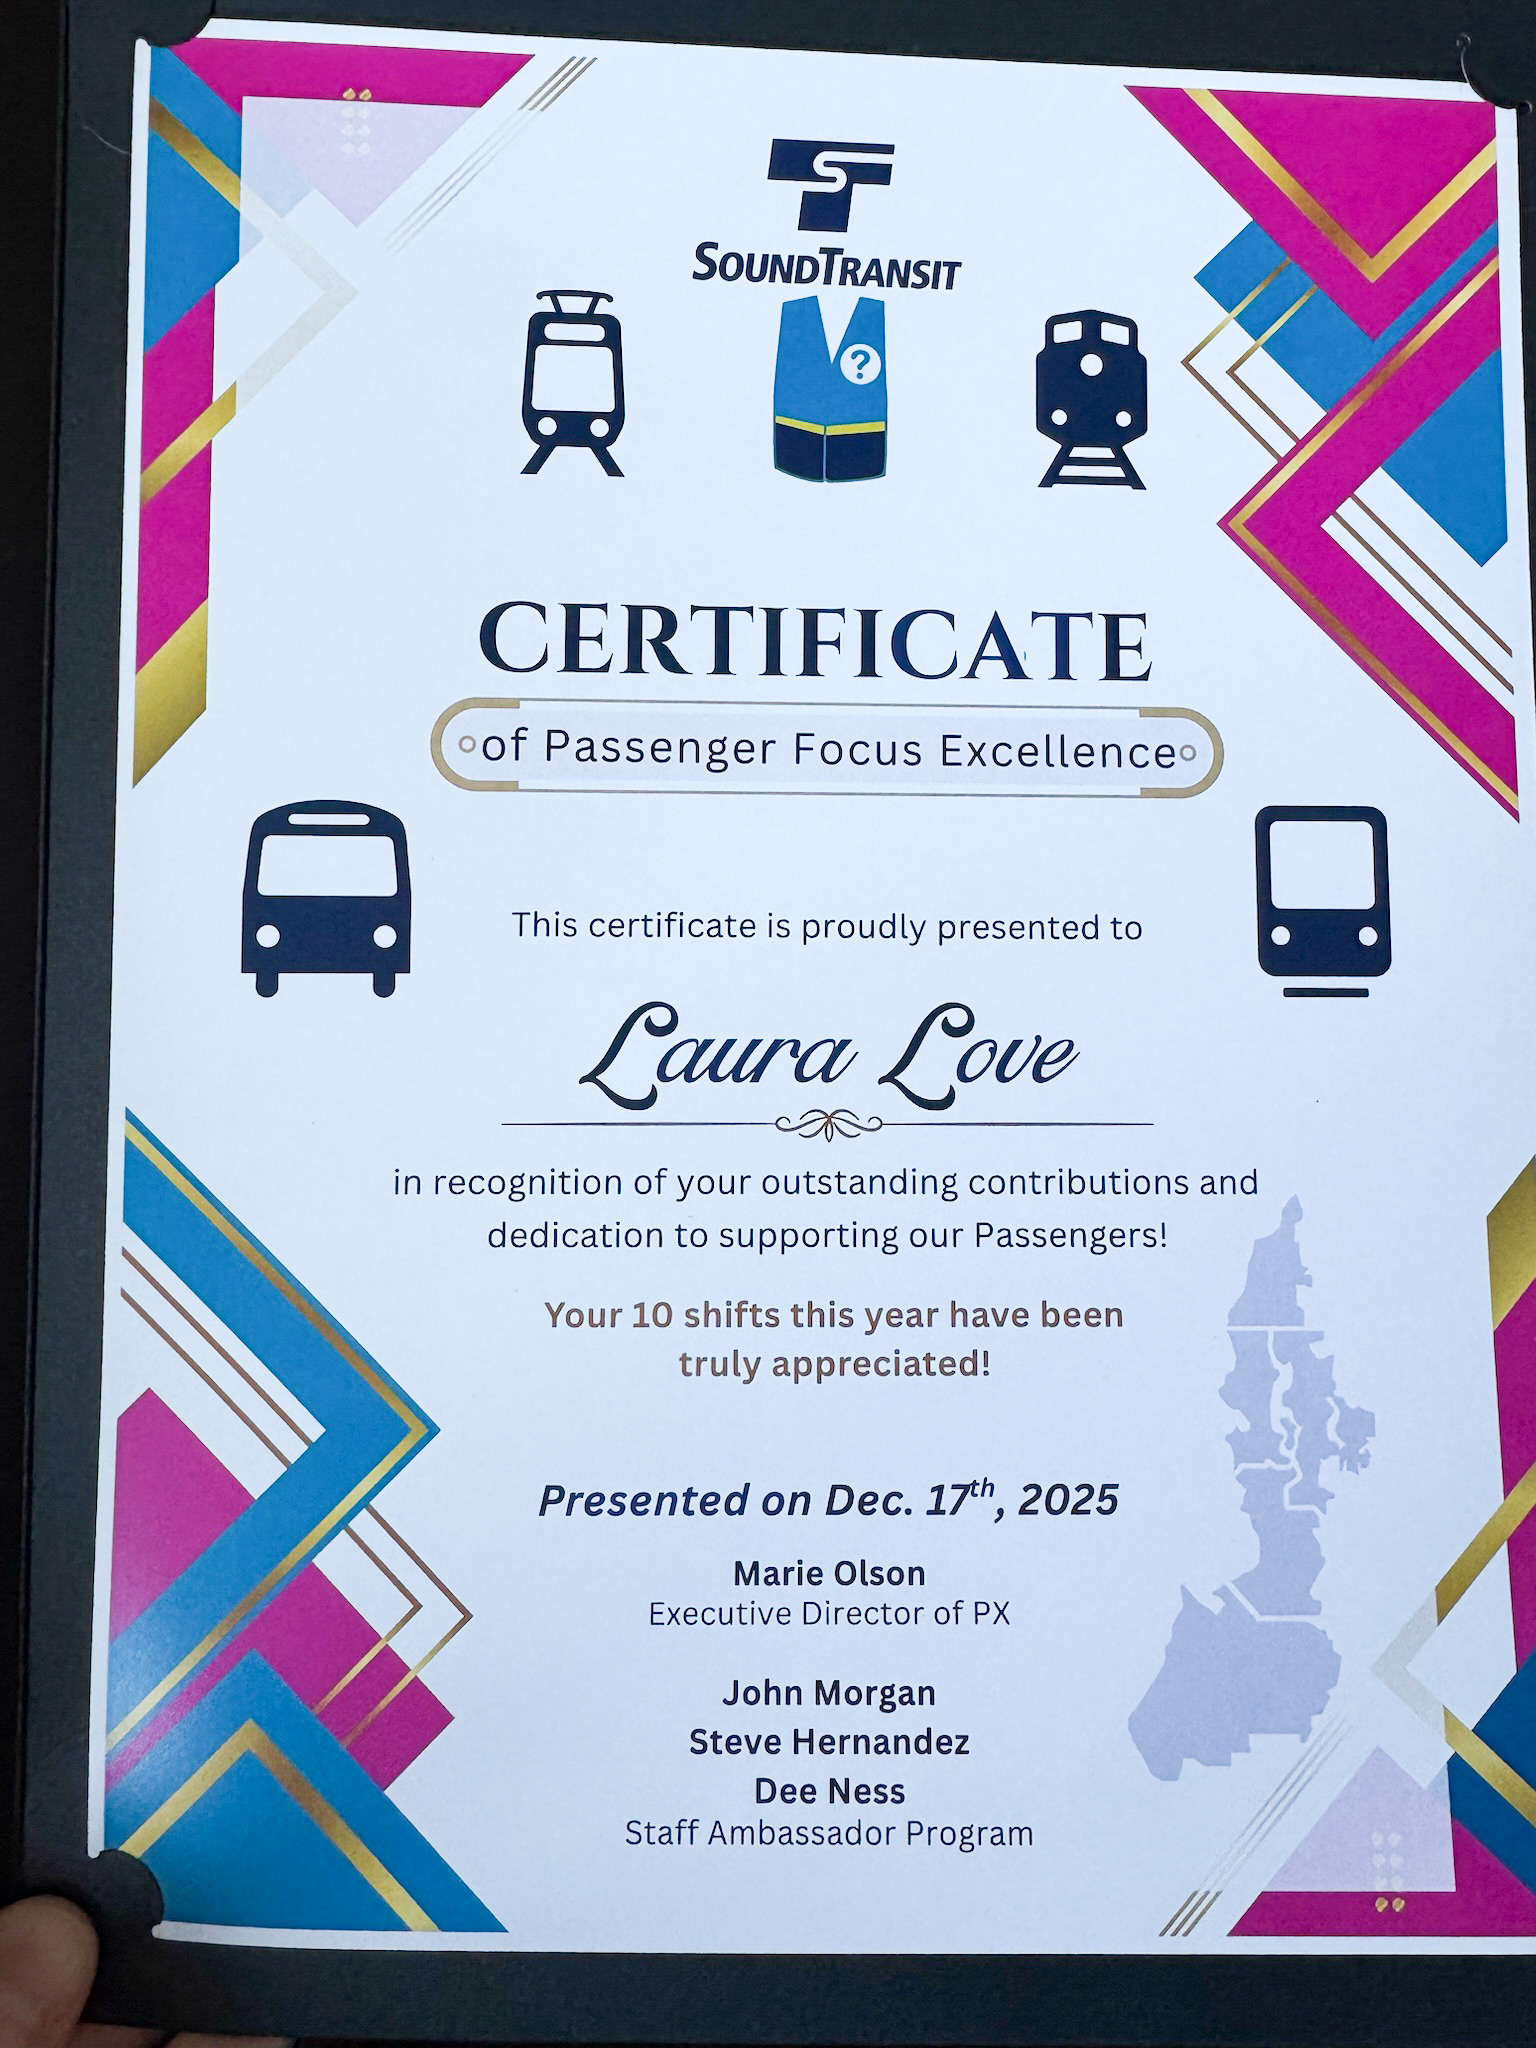 SOUNDTRANSIT
?
CERTIFICATE
of Passenger Focus Excellence
This certificate is proudly presented to
Laura Love
in recognition of your outstanding contributions and
dedication to supporting our Passengers!
Your 10 shifts this year have been
truly appreciated!
Presented on Dec. 17th, 2025
Marie Olson
Executive Director of PX
John Morgan
Steve Hernandez
Dee Ness
Staff Ambassador Program